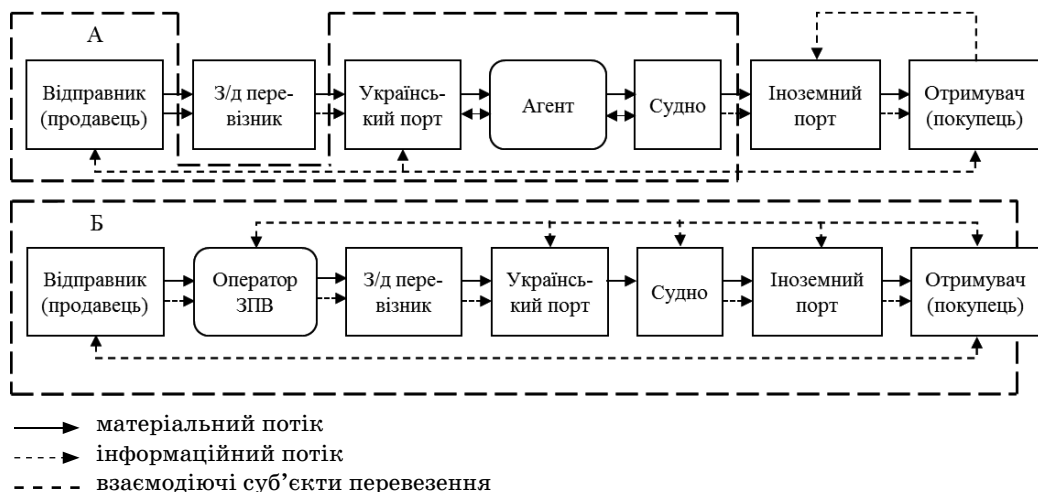 А
Відправник
(продавець)
З/д пере-
візник
Українсь-
кий порт
Агент
Судно
Іноземний
порт
Отримувач
(покупець)
Б
Відправник
(продавець)
Оператор
ЗПВ
З/д пере-
візник
Українсь-
кий порт
Судно
Іноземний
порт
Отримувач
(покупець)
матеріальний потік
інформаційний потік
взаємодіючі суб’єкти перевезення